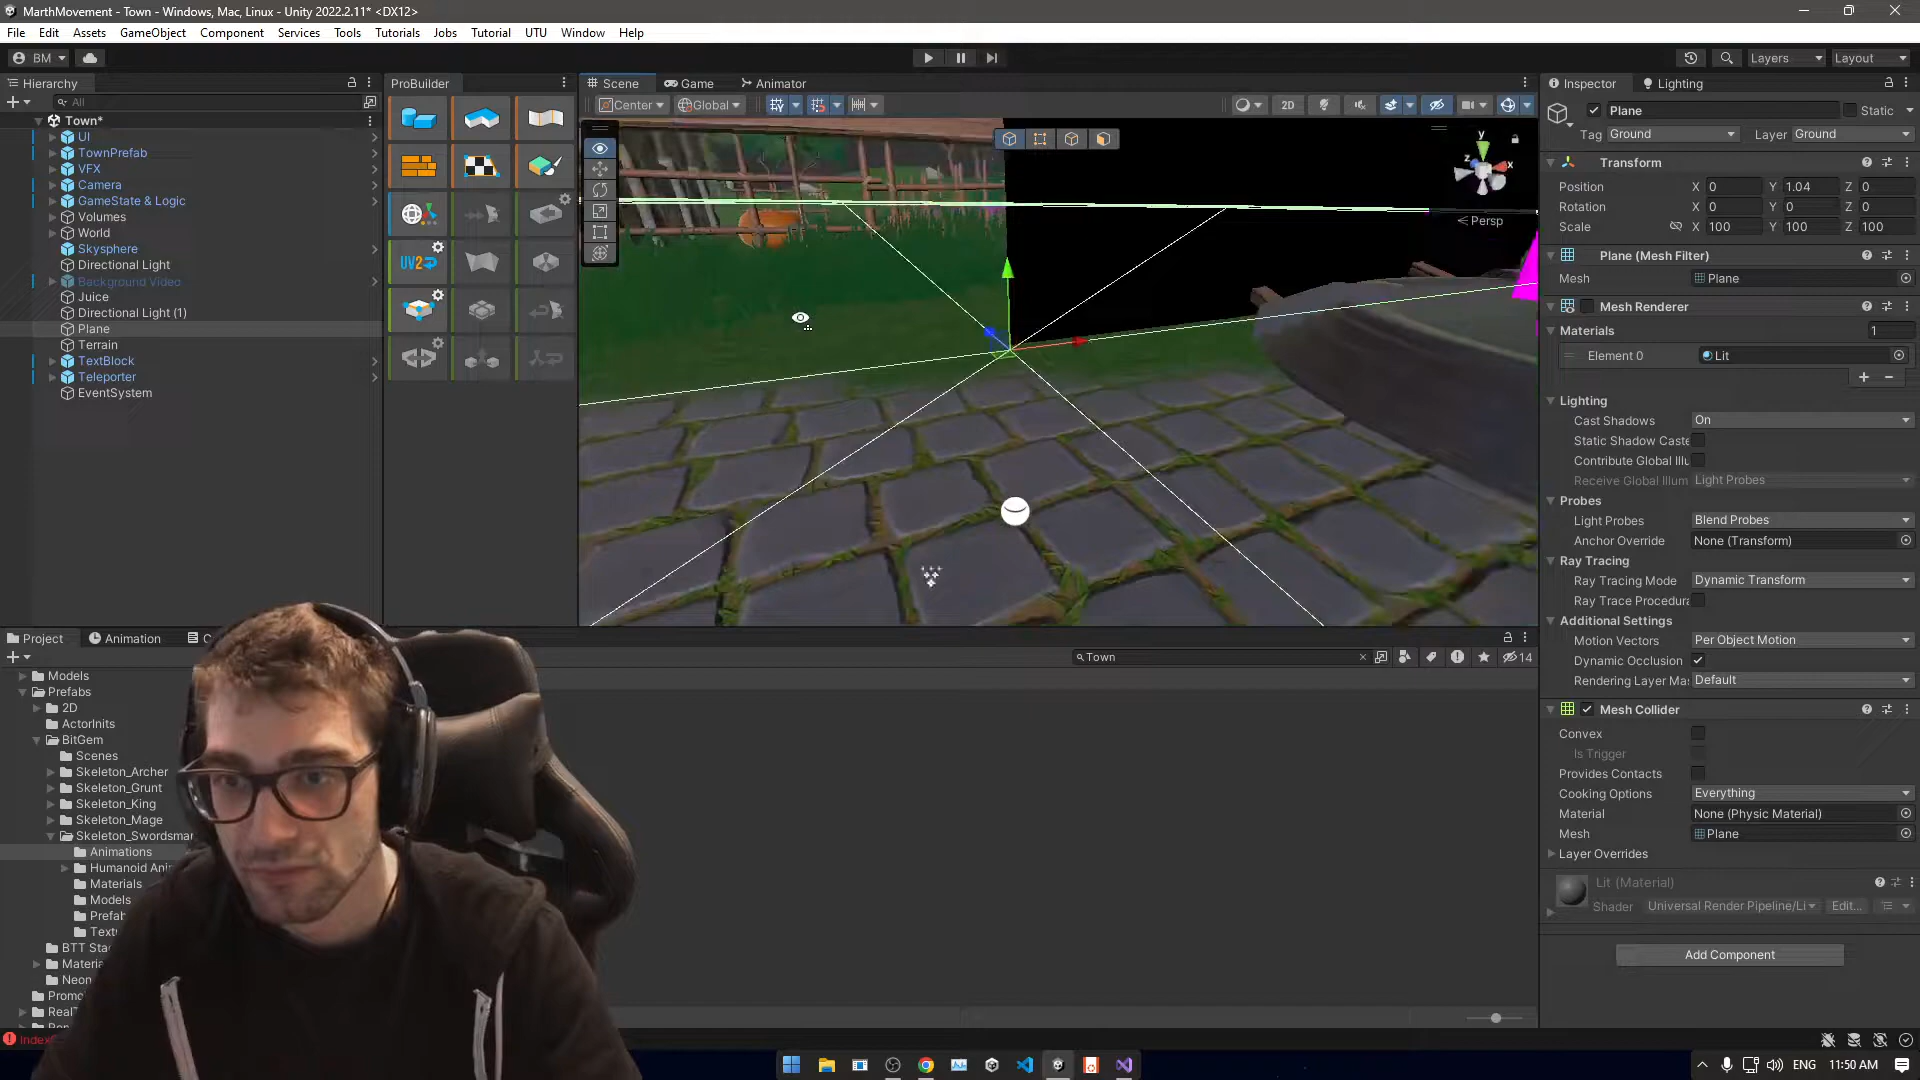 MarthMovement - Town - Windows, Mac, Linux - Unity 2022.2.11* <DX12>
File Edit Assets GameObject Component Services Tools Tutorials Jobs Tutorial UTU Window Help
BM
Layers Layout
Hierarchy
All
Town*
UI
TownPrefab
VFX
Camera
GameState & Logic
Volumes
World
Skysphere
Directional Light
Background Video
Juice
Directional Light (1)
Plane
Terrain
TextBlock
Teleporter
EventSystem
ProBuilder
UV2
Scene Game Animator
Center Global
2D
y
x
z
Persp
Inspector Lighting
Plane Static
Tag Ground Layer Ground
Transform
Position X 0 Y 1.04 Z 0
Rotation X 0 Y 0 Z 0
Scale X 100 Y 100 Z 100
Plane (Mesh Filter)
Mesh Plane
Mesh Renderer
Materials 1
Element 0 Lit
Lighting
Cast Shadows On
Static Shadow Caste
Contribute Global Illu
Receive Global Illum Light Probes
Probes
Light Probes Blend Probes
Anchor Override None (Transform)
Ray Tracing
Ray Tracing Mode Dynamic Transform
Ray Trace Procedura
Additional Settings
Motion Vectors Per Object Motion
Dynamic Occlusion
Rendering Layer Mas Default
Mesh Collider
Convex
Is Trigger
Provides Contacts
Cooking Options Everything
Material None (Physic Material)
Mesh Plane
Layer Overrides
Lit (Material)
Shader Universal Render Pipeline/Li Edit...
Add Component
Project Animation C
Town
14
Models
Prefabs
2D
ActorInits
BitGem
Scenes
Skeleton_Archer
Skeleton_Grunt
Skeleton_King
Skeleton_Mage
Skeleton_Swordsman
Animations
Humanoid Ani
Materials
Models
Prefab
Textu
BTT Sta
Materia
Neon
Promo
RealT
Index
ENG 11:50 AM